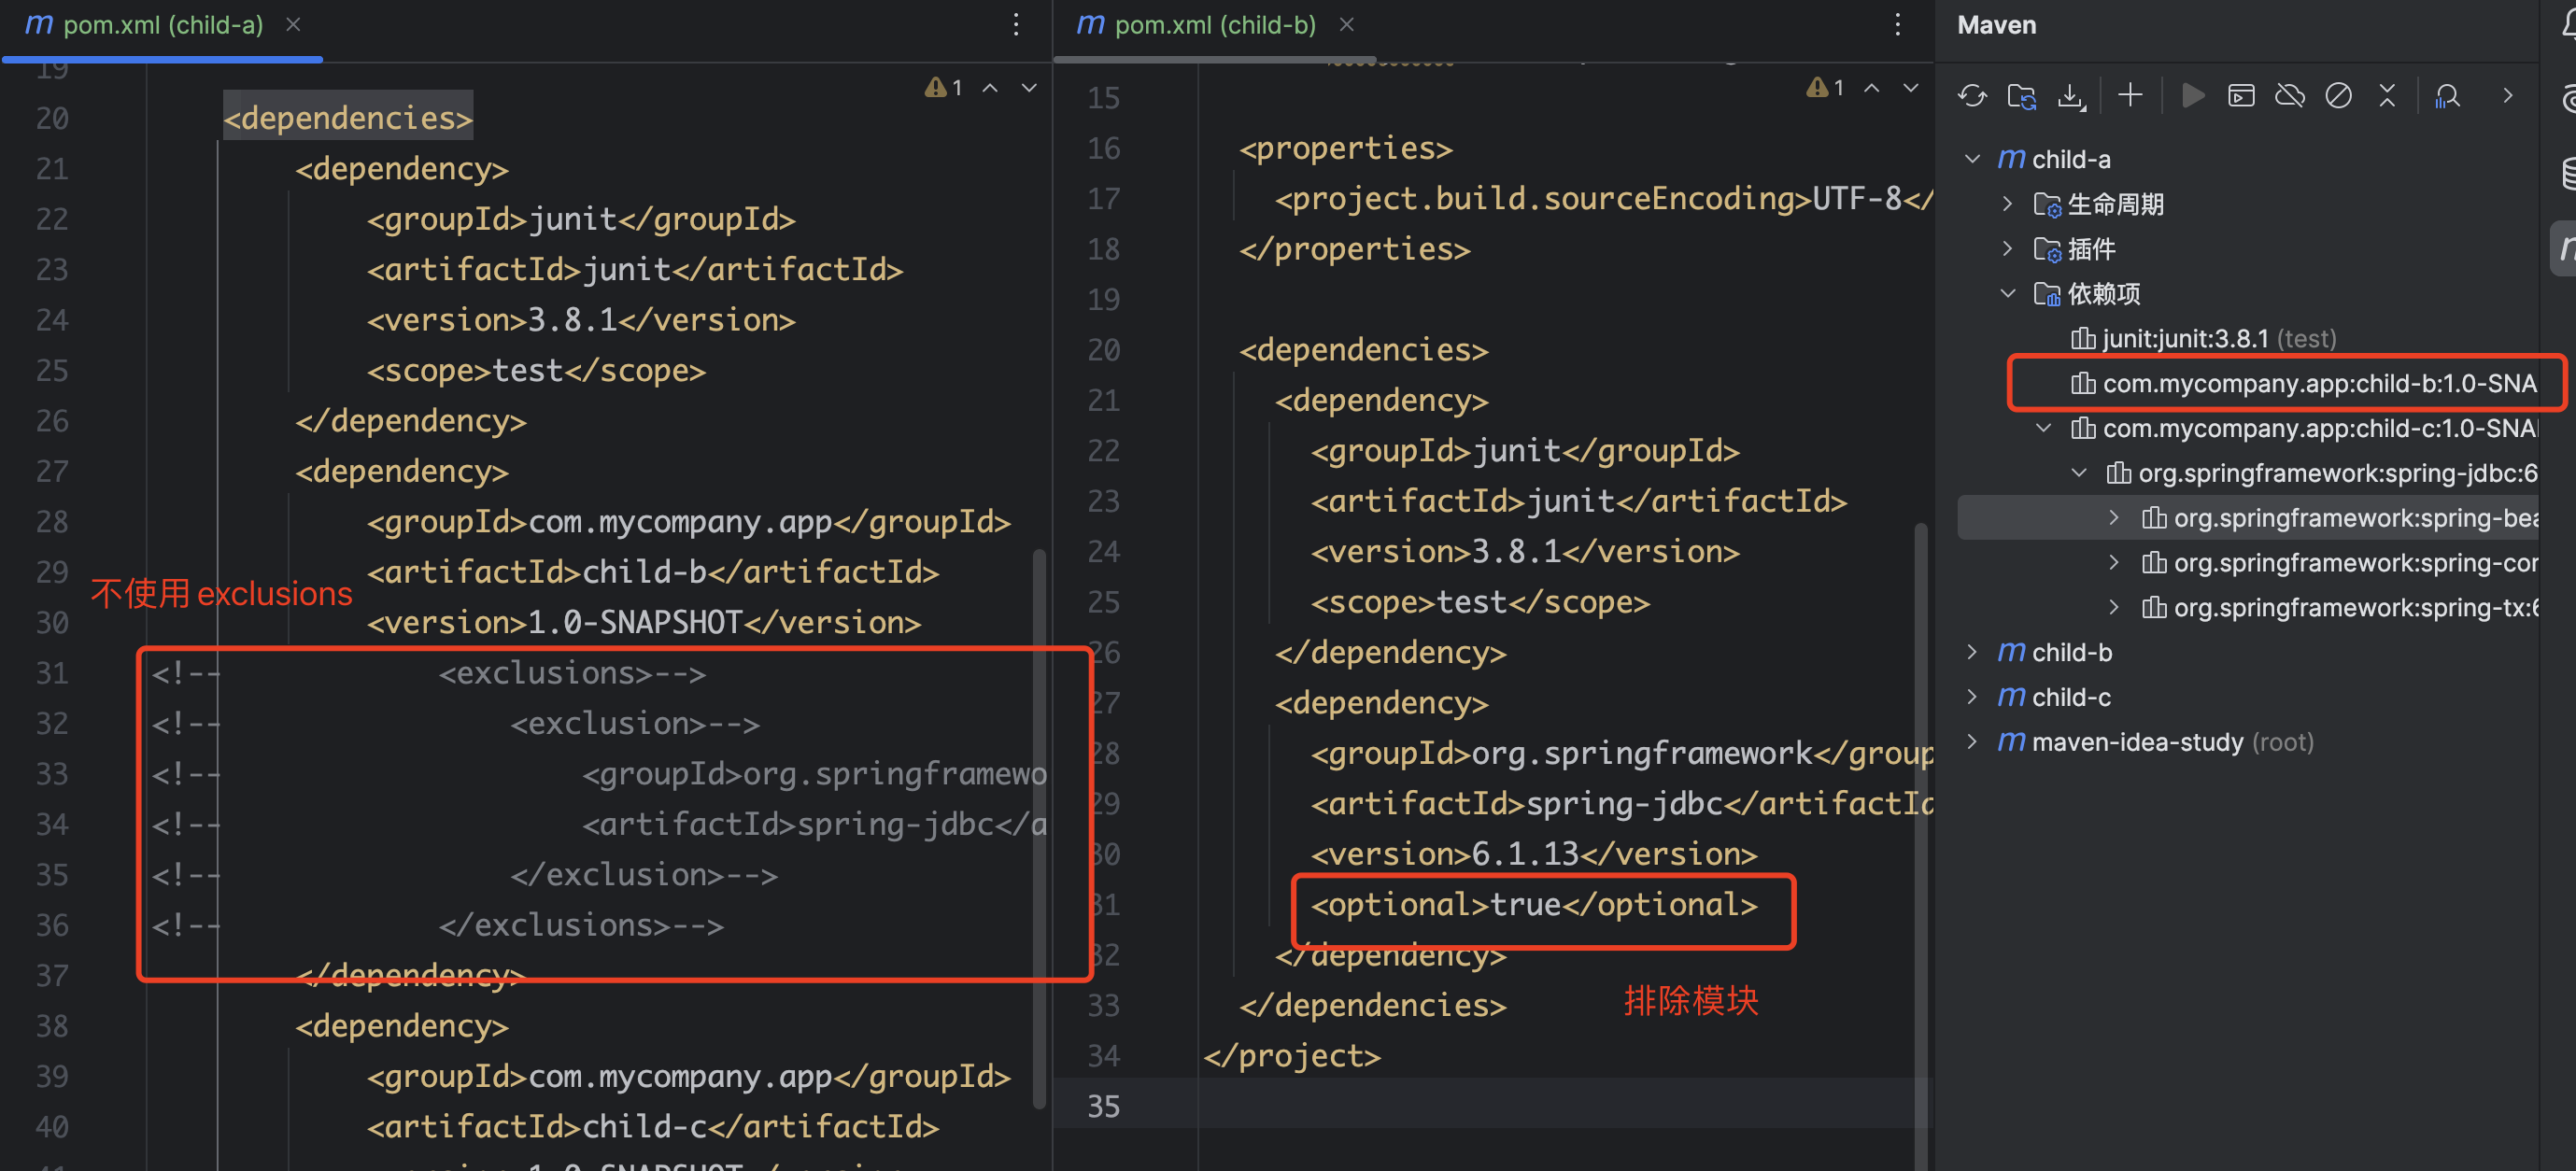 pom.xml (child-a)
19
20 <dependencies>
21 <dependency>
22 <groupId>junit</groupId>
23 <artifactId>junit</artifactId>
24 <version>3.8.1</version>
25 <scope>test</scope>
26 </dependency>
27 <dependency>
28 <groupId>com.mycompany.app</groupId>
29 <artifactId>child-b</artifactId>
不使用 exclusions
30 <version>1.0-SNAPSHOT</version>
31 <!-- <exclusions>-->
32 <!-- <exclusion>-->
33 <!-- <groupId>org.springframewo
34 <!-- <artifactId>spring-jdbc</a
35 <!-- </exclusion>-->
36 <!-- </exclusions>-->
37 </dependency>
38 <dependency>
39 <groupId>com.mycompany.app</groupId>
40 <artifactId>child-c</artifactId>
1
pom.xml (child-b)
1
15
16 <properties>
17 <project.build.sourceEncoding>UTF-8</
18 </properties>
19
20 <dependencies>
21 <dependency>
22 <groupId>junit</groupId>
23 <artifactId>junit</artifactId>
24 <version>3.8.1</version>
25 <scope>test</scope>
26 </dependency>
27 <dependency>
28 <groupId>org.springframework</group
29 <artifactId>spring-jdbc</artifactId
30 <version>6.1.13</version>
31 <optional>true</optional>
32 </dependency>
33 </dependencies>
排除模块
34 </project>
35
Maven
child-a
生命周期
插件
依赖项
junit:junit:3.8.1 (test)
com.mycompany.app:child-b:1.0-SNA
com.mycompany.app:child-c:1.0-SNA
org.springframework:spring-jdbc:6
org.springframework:spring-bea
org.springframework:spring-cor
org.springframework:spring-tx:6
child-b
child-c
maven-idea-study (root)